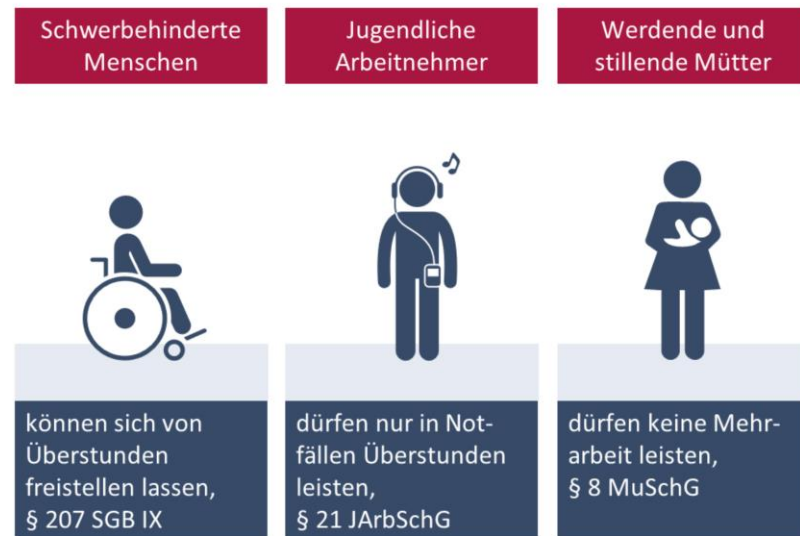 Schwerbehinderte
Menschen
können sich von
Überstunden
freistellen lassen,
§ 207 SGB IX
Jugendliche
Arbeitnehmer
dürfen nur in Not-
fällen Überstunden
leisten,
§ 21 JArbSchG
Werdende und
stillende Mütter
dürfen keine Mehr-
arbeit leisten,
§ 8 MuSchG